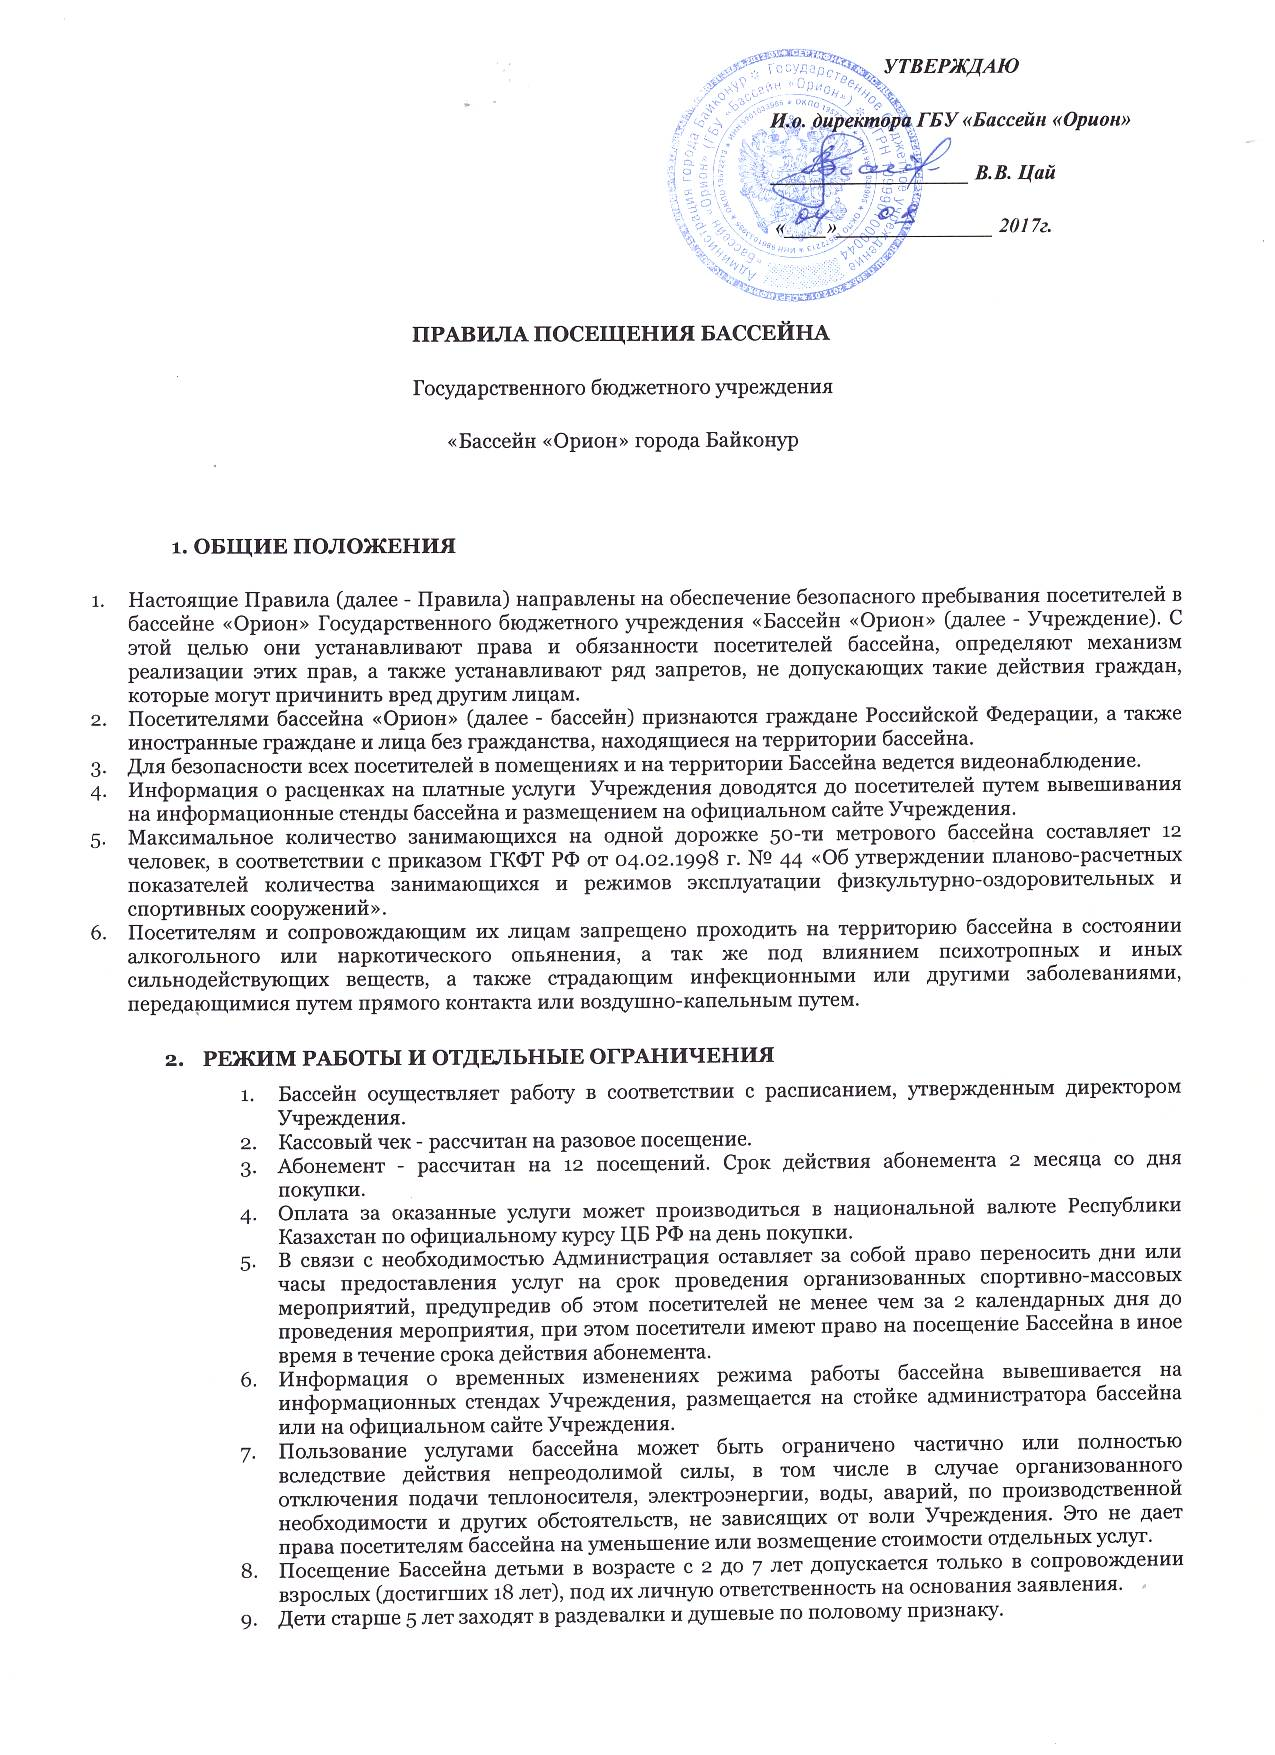 УТВЕРЖДАЮ
И.о. директора ГБУ «Бассейн «Орион»
В.В. Цай
«04» 2017г.
ПРАВИЛА ПОСЕЩЕНИЯ БАССЕЙНА
Государственного бюджетного учреждения
«Бассейн «Орион» города Байконур
1. ОБЩИЕ ПОЛОЖЕНИЯ
1. Настоящие Правила (далее - Правила) направлены на обеспечение безопасного пребывания посетителей в
бассейне «Орион» Государственного бюджетного учреждения «Бассейн «Орион» (далее - Учреждение). С
этой целью они устанавливают права и обязанности посетителей бассейна, определяют механизм
реализации этих прав, а также устанавливают ряд запретов, не допускающих такие действия граждан,
которые могут причинить вред другим лицам.
2. Посетителями бассейна «Орион» (далее - бассейн) признаются граждане Российской Федерации, а также
иностранные граждане и лица без гражданства, находящиеся на территории бассейна.
3. Для безопасности всех посетителей в помещениях и на территории Бассейна ведется видеонаблюдение.
4. Информация о расценках на платные услуги Учреждения доводятся до посетителей путем вывешивания
на информационные стенды бассейна и размещением на официальном сайте Учреждения.
5. Максимальное количество занимающихся на одной дорожке 50-ти метрового бассейна составляет 12
человек, в соответствии с приказом ГКФТ РФ от 04.02.1998 г. № 44 «Об утверждении планово-расчетных
показателей количества занимающихся и режимов эксплуатации физкультурно-оздоровительных и
спортивных сооружений».
6. Посетителям и сопровождающим их лицам запрещено проходить на территорию бассейна в состоянии
алкогольного или наркотического опьянения, а так же под влиянием психотропных и иных
сильнодействующих веществ, а также страдающим инфекционными или другими заболеваниями,
передающимися путем прямого контакта или воздушно-капельным путем.
2. РЕЖИМ РАБОТЫ И ОТДЕЛЬНЫЕ ОГРАНИЧЕНИЯ
1. Бассейн осуществляет работу в соответствии с расписанием, утвержденным директором
Учреждения.
2. Кассовый чек - рассчитан на разовое посещение.
3. Абонемент - рассчитан на 12 посещений. Срок действия абонемента 2 месяца со дня
покупки.
4. Оплата за оказанные услуги может производиться в национальной валюте Республики
Казахстан по официальному курсу ЦБ РФ на день покупки.
5. В связи с необходимостью Администрация оставляет за собой право переносить дни или
часы предоставления услуг на срок проведения организованных спортивно-массовых
мероприятий, предупредив об этом посетителей не менее чем за 2 календарных дня до
проведения мероприятия, при этом посетители имеют право на посещение Бассейна в иное
время в течение срока действия абонемента.
6. Информация о временных изменениях режима работы бассейна вывешивается на
информационных стендах Учреждения, размещается на стойке администратора бассейна
или на официальном сайте Учреждения.
7. Пользование услугами бассейна может быть ограничено частично или полностью
вследствие действия непреодолимой силы, в том числе в случае организованного
отключения подачи теплоносителя, электроэнергии, воды, аварий, по производственной
необходимости и других обстоятельств, не зависящих от воли Учреждения. Это не дает
права посетителям бассейна на уменьшение или возмещение стоимости отдельных услуг.
8. Посещение Бассейна детьми в возрасте с 2 до 7 лет допускается только в сопровождении
взрослых (достигших 18 лет), под их личную ответственность на основания заявления.
9. Дети старше 5 лет заходят в раздевалки и душевые по половому признаку.